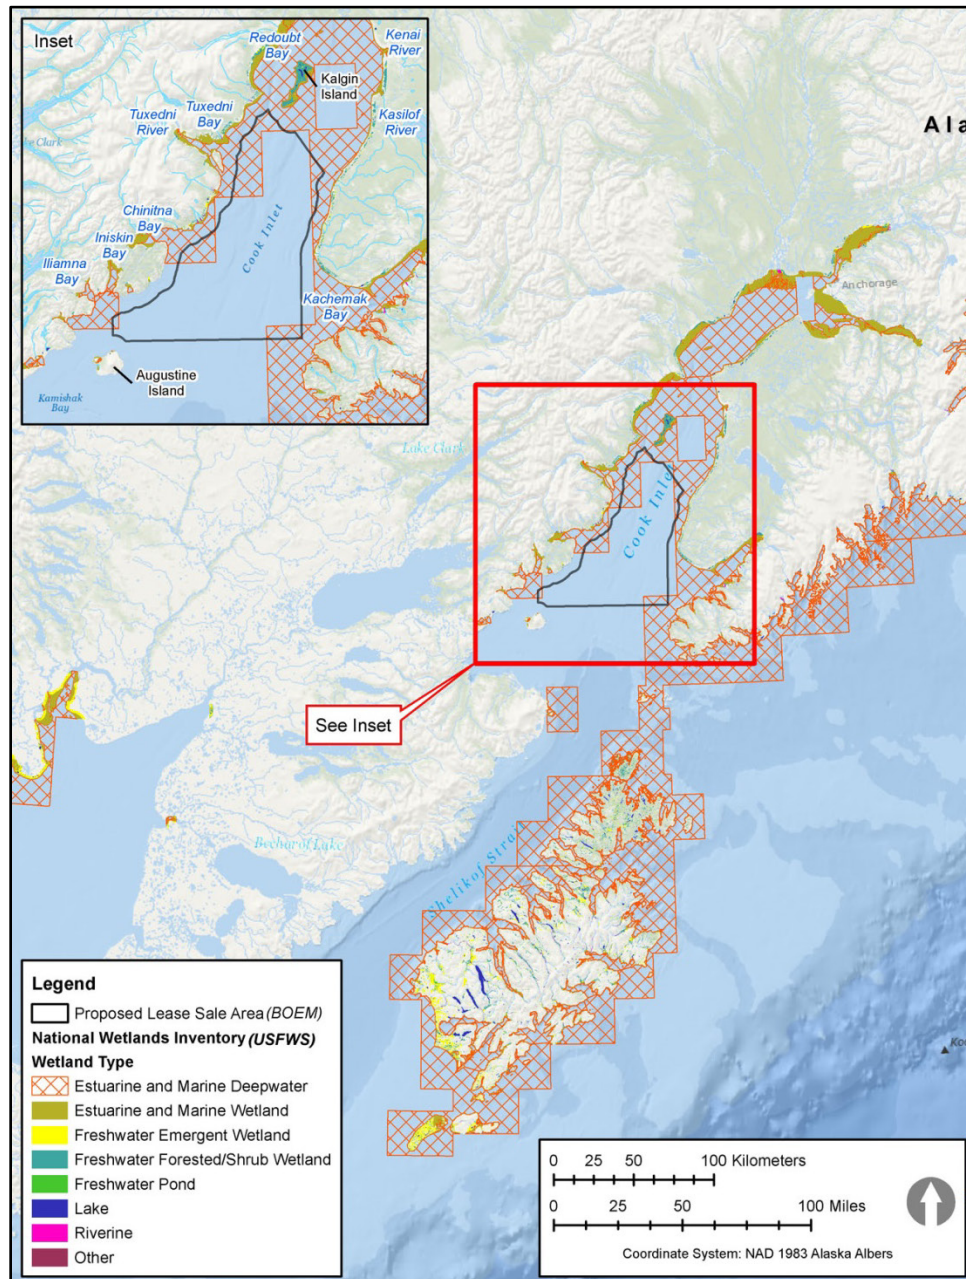 Inset
Redoubt
Bay
Kenai
River
Kalgin
Island
Tuxedni
Bay
Tuxedni
River
Kasilof
River
Cook Inlet
Chinitna
Bay
Iniskin
Bay
Iliamna
Bay
Kachemak
Bay
Augustine
Island
Kamishak
Bay
Anchorage
Lake Clark
Cook Inlet
See Inset
Becharof Lake
Legend
Proposed Lease Sale Area (BOEM)
National Wetlands Inventory (USFWS)
Wetland Type
Estuarine and Marine Deepwater
Estuarine and Marine Wetland
Freshwater Emergent Wetland
Freshwater Forested/Shrub Wetland
Freshwater Pond
Lake
Riverine
Other
0 25 50 100 Kilometers
0 25 50 100 Miles
Coordinate System: NAD 1983 Alaska Albers